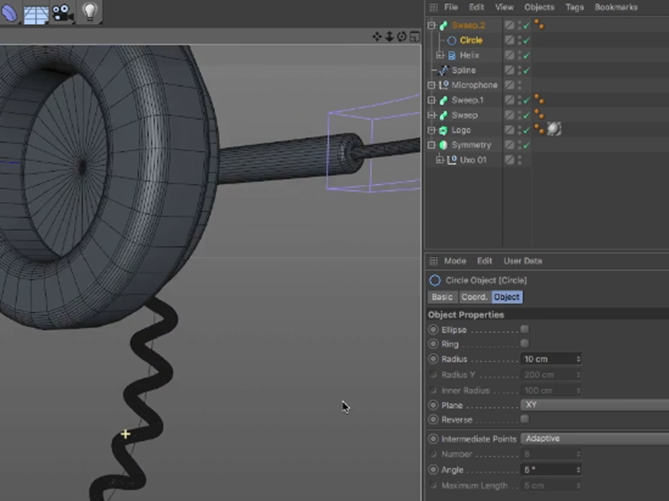 File Edit View Objects Tags Bookmarks
Sweep.2
Circle
Helix
Spline
Microphone
Sweep.1
Sweep
Logo
Symmetry
Uxo 01
Mode Edit User Data
Circle Object [Circle]
Basic Coord. Object
Object Properties
Ellipse
Ring
Radius 10 cm
Radius Y 200 cm
Inner Radius 100 cm
Plane XY
Reverse
Intermediate Points Adaptive
Number 8
Angle 5 °
Maximum Length 5 cm